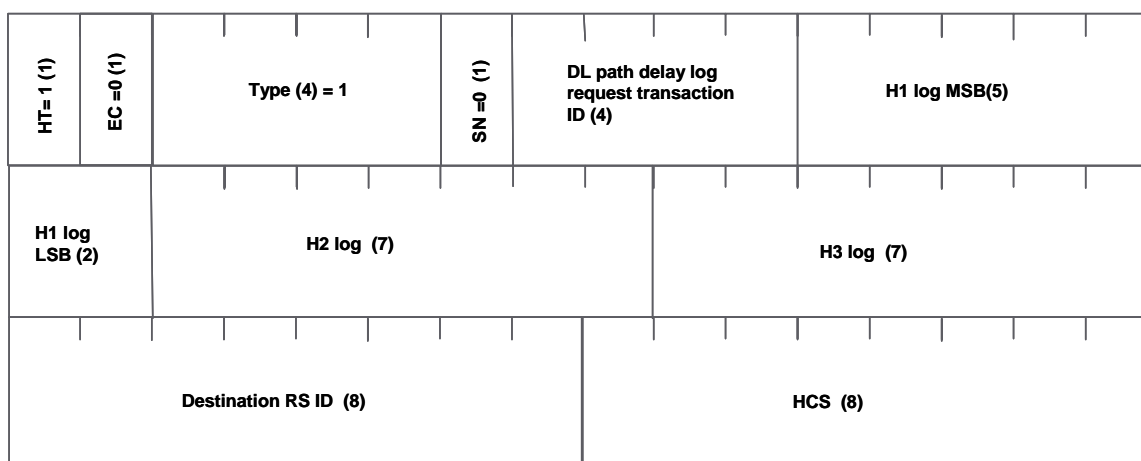 HT= 1 (1)
EC =0 (1)
Type (4) = 1
SN =0 (1)
DL path delay log
request transaction
ID (4)
H1 log MSB(5)
H1 log
LSB (2)
H2 log (7)
H3 log (7)
Destination RS ID (8)
HCS (8)